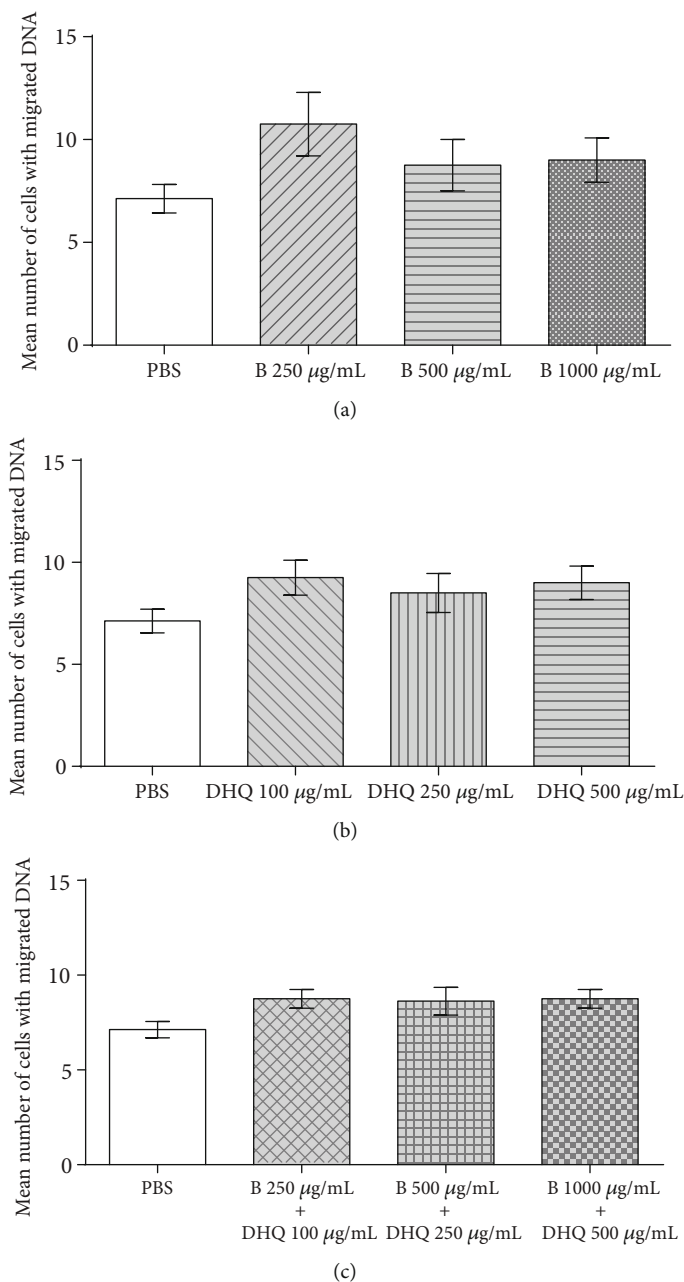 15
10
5
0
Mean number of cells with migrated DNA
PBS
B 250 μg/mL
B 500 μg/mL
B 1000 μg/mL
(a)
15
10
5
0
Mean number of cells with migrated DNA
PBS
DHQ 100 μg/mL
DHQ 250 μg/mL
DHQ 500 μg/mL
(b)
15
10
5
0
Mean number of cells with migrated DNA
PBS
B 250 μg/mL
+
DHQ 100 μg/mL
B 500 μg/mL
+
DHQ 250 μg/mL
B 1000 μg/mL
+
DHQ 500 μg/mL
(c)